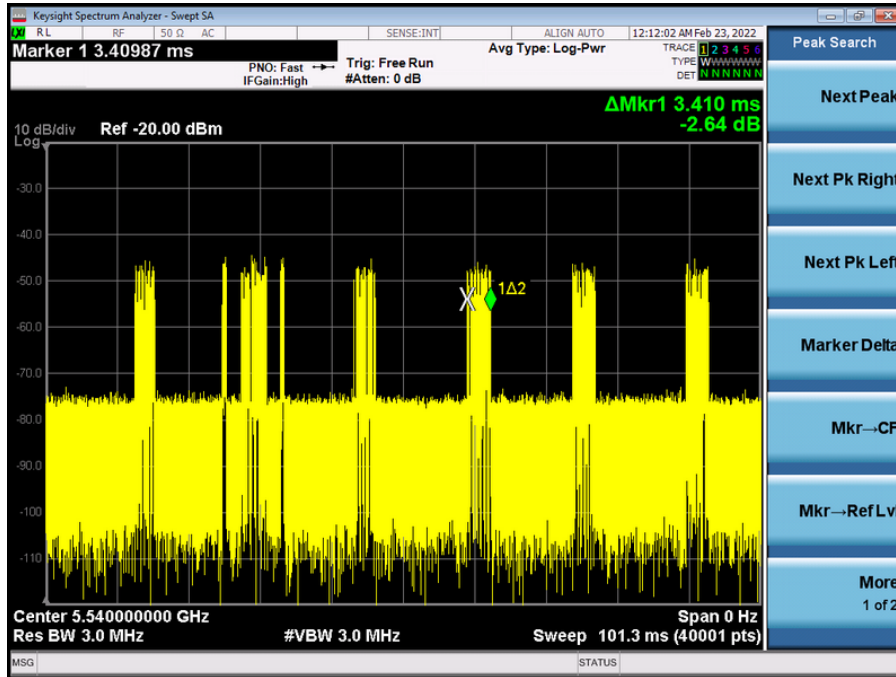 Keysight Spectrum Analyzer - Swept SA
LXI RL RF 50 Ω AC SENSE:INT ALIGN AUTO 12:12:02 AM Feb 23, 2022
Marker 1 3.40987 ms
PNO: Fast
IFGain:High
Trig: Free Run
#Atten: 0 dB
Avg Type: Log-Pwr
TRACE 1 2 3 4 5 6
TYPE WWWWWW
DET N N N N N N
Peak Search
ΔMkr1 3.410 ms
-2.64 dB
10 dB/div Ref -20.00 dBm
Log
-30.0
-40.0
-50.0
-60.0
-70.0
-80.0
-90.0
-100
-110
1Δ2
Center 5.540000000 GHz Span 0 Hz
Res BW 3.0 MHz #VBW 3.0 MHz Sweep 101.3 ms (40001 pts)
MSG STATUS
Next Peak
Next Pk Right
Next Pk Left
Marker Delta
Mkr→CF
Mkr→Ref Lvl
More
1 of 2